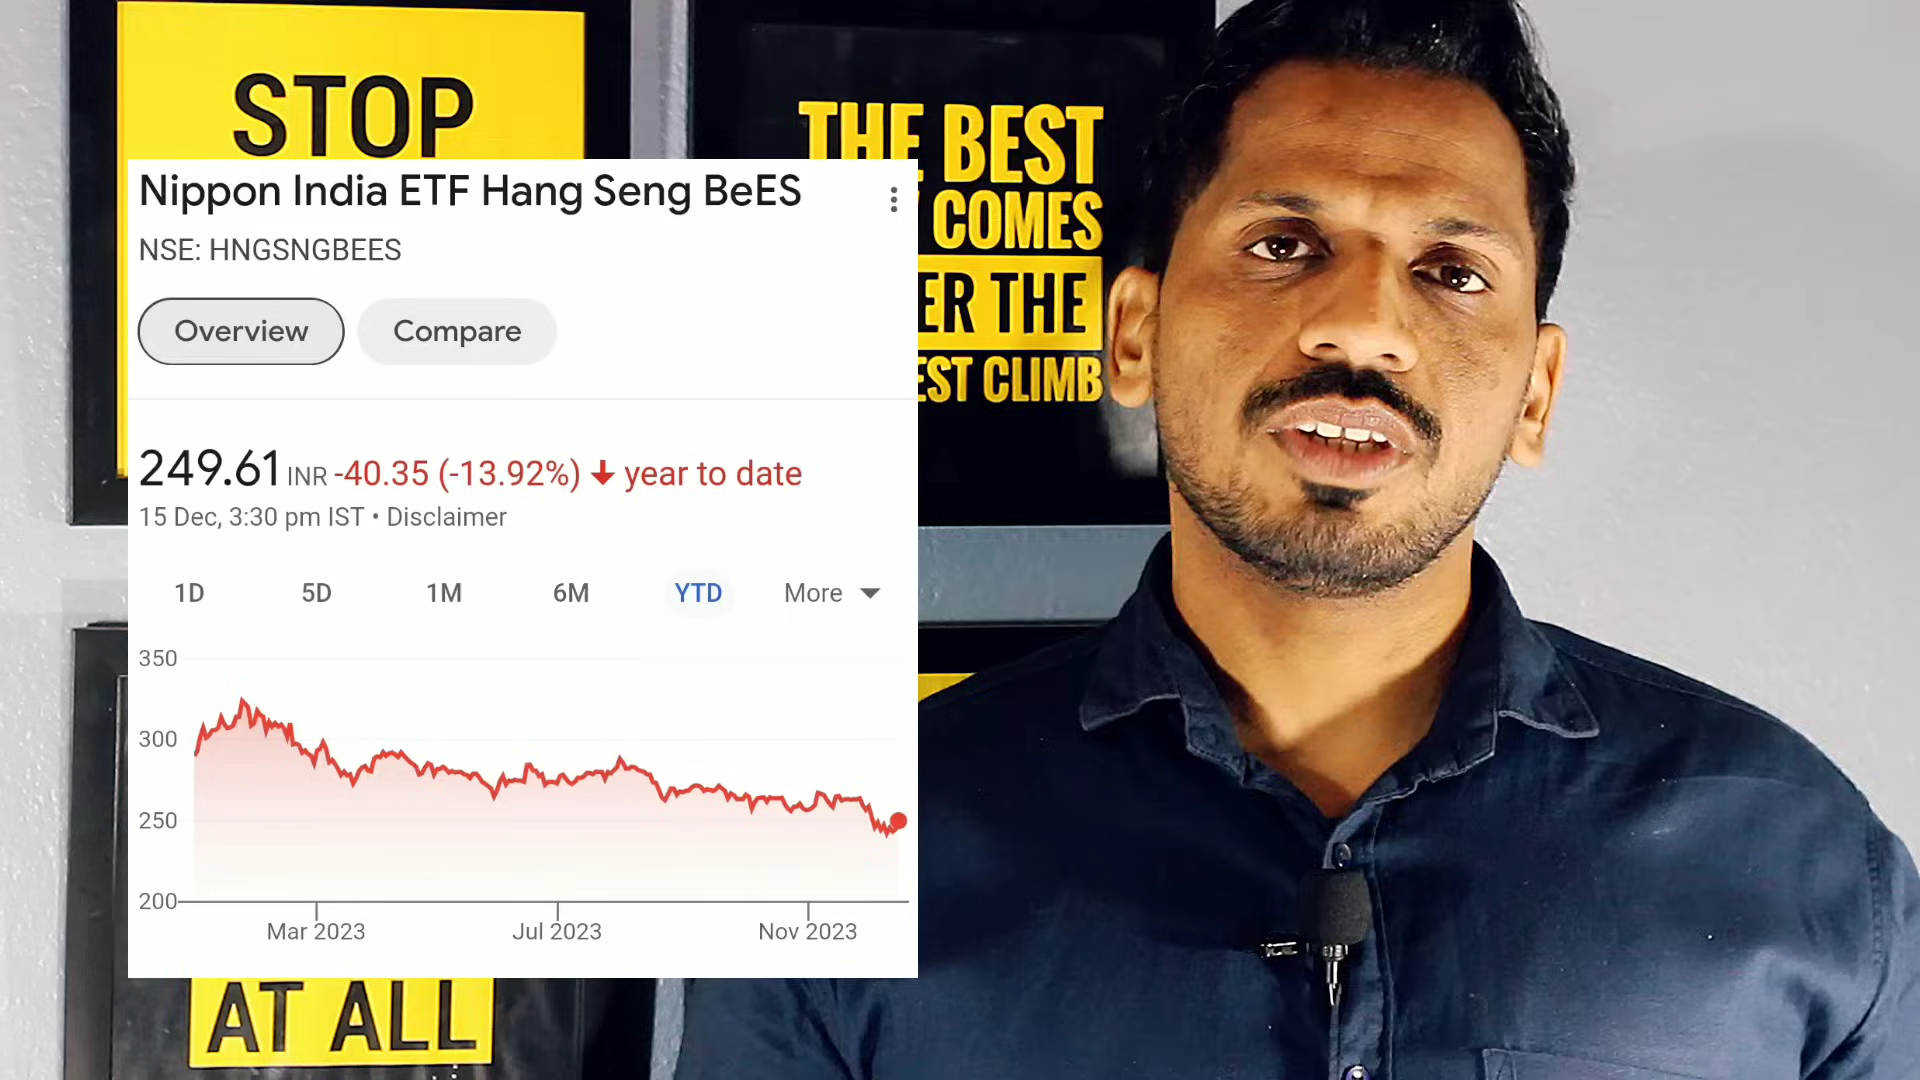 STOP
THE BEST
COMES
ER THE
EST CLIMB
Nippon India ETF Hang Seng BeES
NSE: HNGSNGBEES
Overview Compare
249.61 INR -40.35 (-13.92%) year to date
15 Dec, 3:30 pm IST • Disclaimer
1D 5D 1M 6M YTD More
350
300
250
200
Mar 2023 Jul 2023 Nov 2023
AT ALL